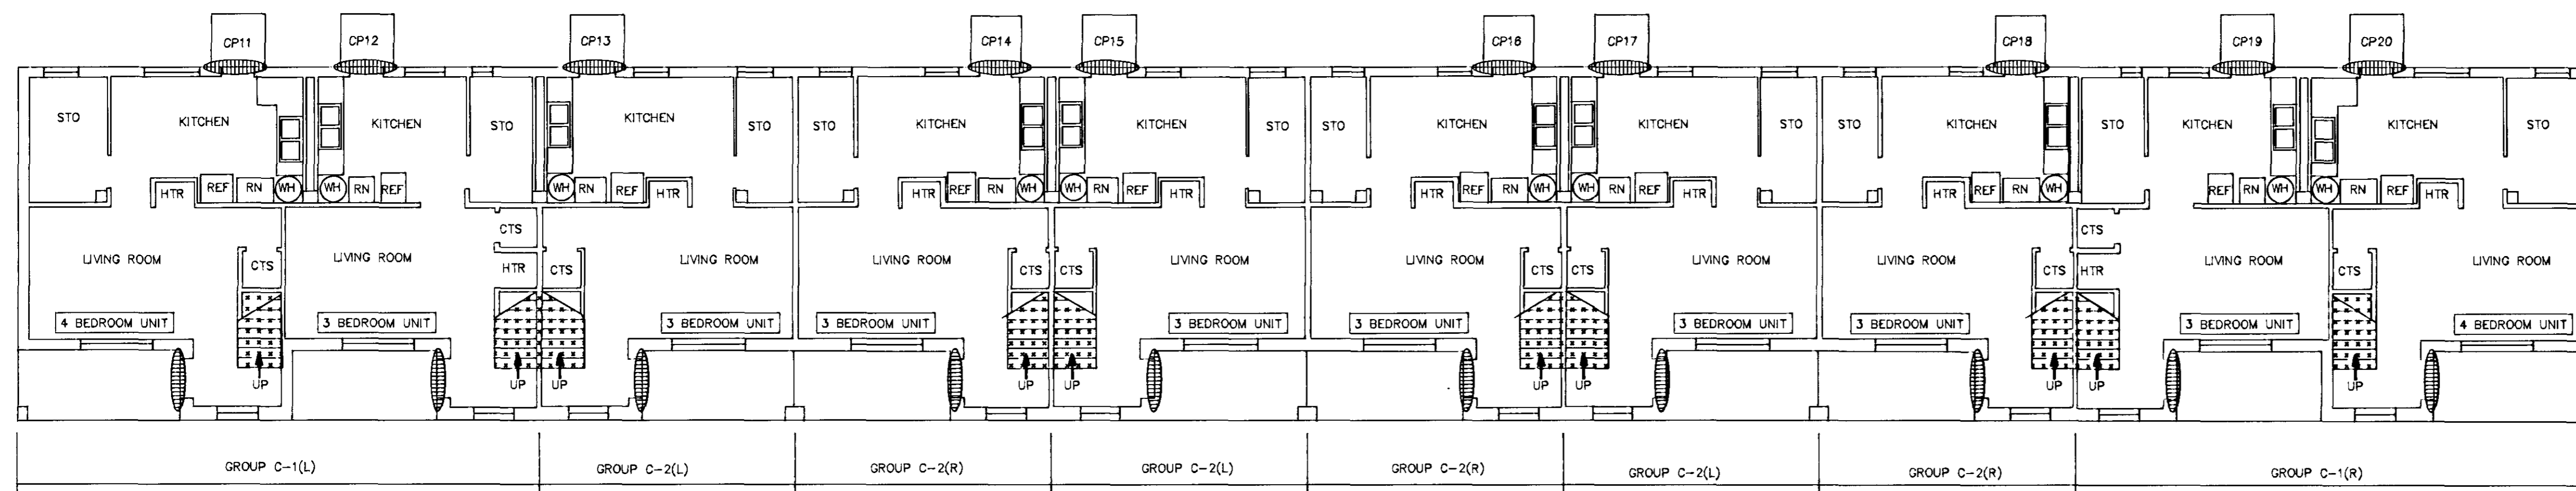 CP11 CP12 CP13 CP14 CP15 CP16 CP17 CP18 CP19 CP20
STO KITCHEN KITCHEN STO KITCHEN STO STO KITCHEN KITCHEN STO STO KITCHEN KITCHEN STO STO KITCHEN STO KITCHEN KITCHEN STO
HTR REF RN WH WH RN REF WH RN REF HTR HTR REF RN WH WH RN REF HTR HTR REF RN WH WH RN REF HTR HTR REF RN WH REF RN WH WH RN REF HTR
CTS CTS
LIVING ROOM CTS LIVING ROOM HTR CTS LIVING ROOM LIVING ROOM CTS CTS LIVING ROOM LIVING ROOM CTS CTS LIVING ROOM LIVING ROOM CTS HTR LIVING ROOM CTS LIVING ROOM
4 BEDROOM UNIT 3 BEDROOM UNIT 3 BEDROOM UNIT 3 BEDROOM UNIT 3 BEDROOM UNIT 3 BEDROOM UNIT 3 BEDROOM UNIT 3 BEDROOM UNIT 3 BEDROOM UNIT 4 BEDROOM UNIT
UP UP UP UP UP UP UP UP UP UP
GROUP C-1(L) GROUP C-2(L) GROUP C-2(R) GROUP C-2(L) GROUP C-2(R) GROUP C-2(L) GROUP C-2(R) GROUP C-1(R)